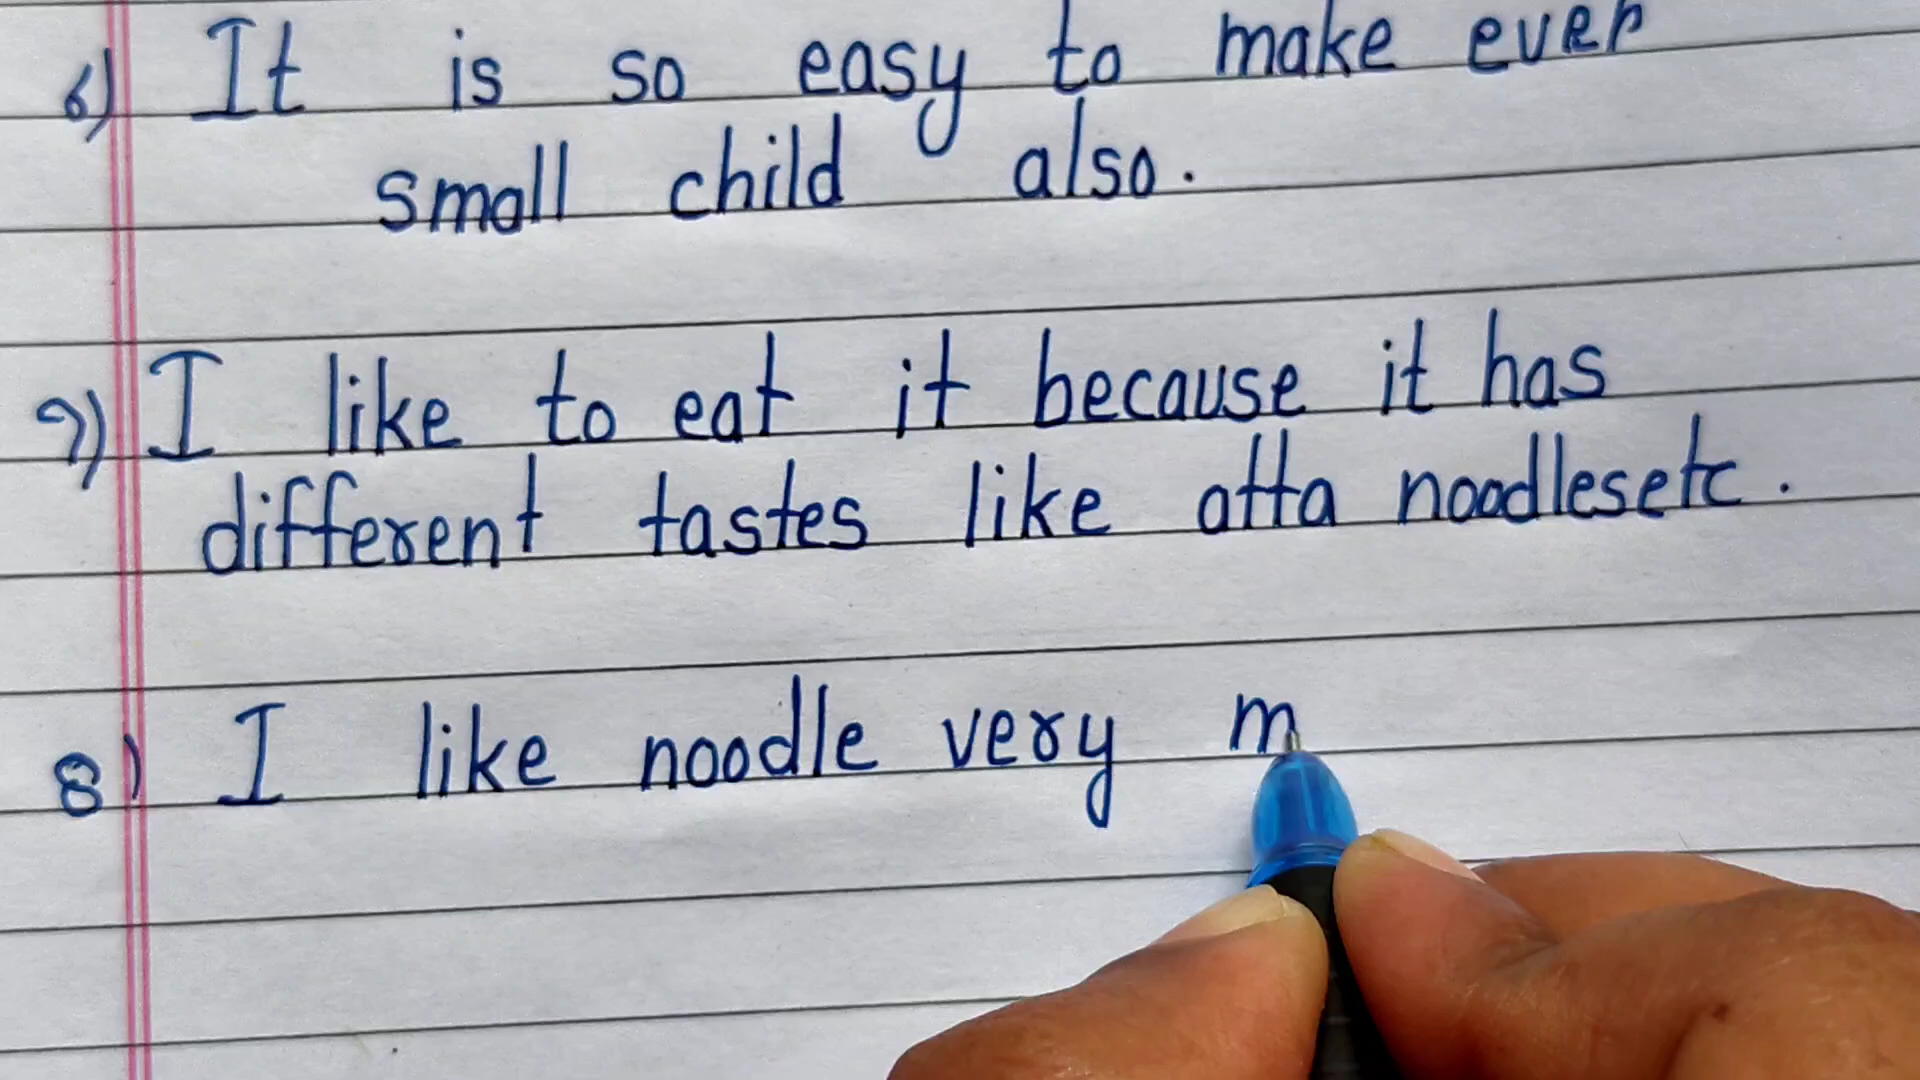 6) It is so easy to make even
small child also.
7) I like to eat it because it has
different tastes like atta noodlesetc.
8) I like noodle very m